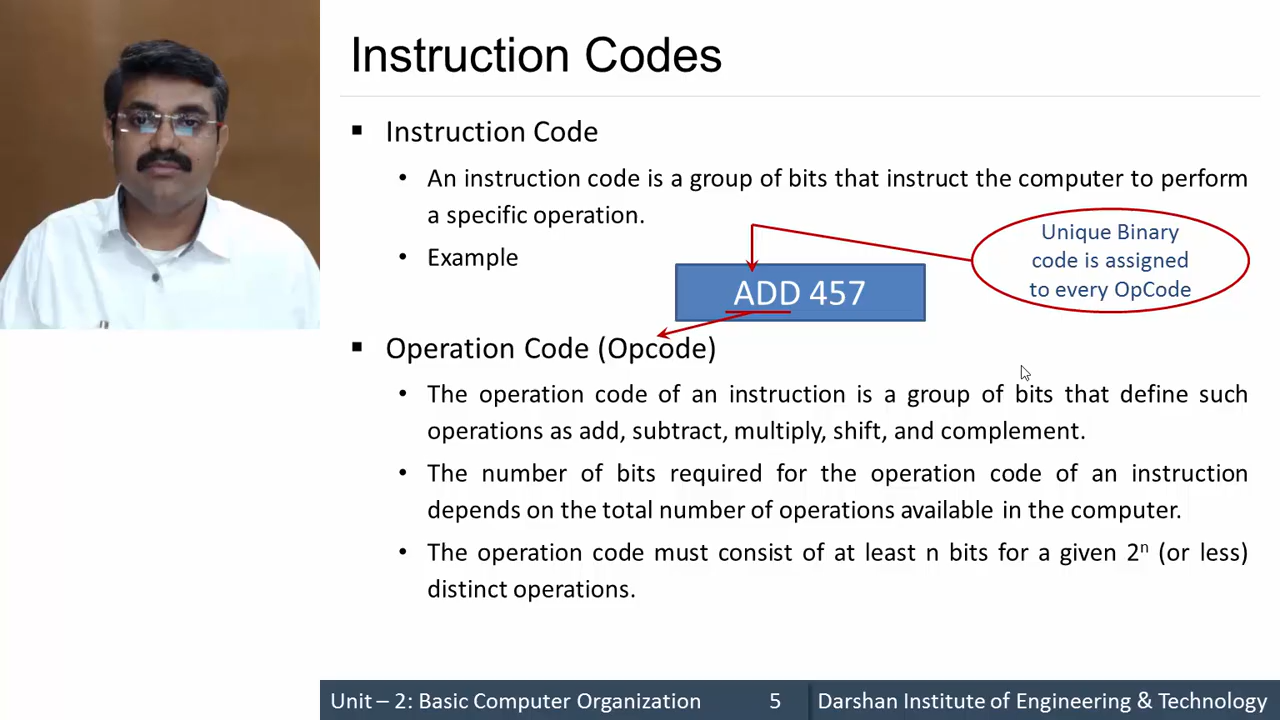 Instruction Codes
Instruction Code
An instruction code is a group of bits that instruct the computer to perform
a specific operation.
Example
Unique Binary
code is assigned
to every OpCode
ADD 457
Operation Code (Opcode)
The operation code of an instruction is a group of bits that define such
operations as add, subtract, multiply, shift, and complement.
The number of bits required for the operation code of an instruction
depends on the total number of operations available in the computer.
The operation code must consist of at least n bits for a given 2ⁿ (or less)
distinct operations.
Unit – 2: Basic Computer Organization 5 Darshan Institute of Engineering & Technology